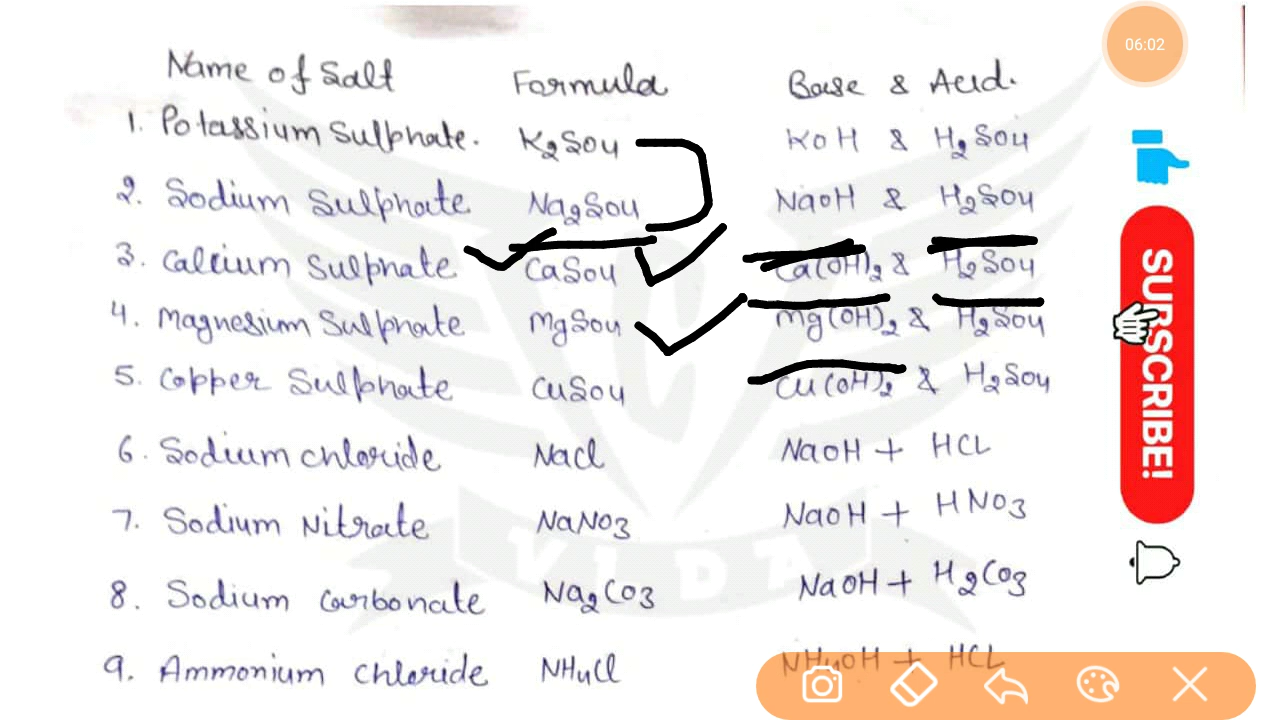 06:02
Name of Salt Formula Base & Acid.
1. Potassium Sulphate. K2SO4 KOH & H2SO4
2. Sodium Sulphate Na2SO4 NaOH & H2SO4
3. Calcium Sulphate CaSO4 Ca(OH)2 & H2SO4
4. Magnesium Sulphate MgSO4 Mg(OH)2 & H2SO4
5. Copper Sulphate CuSO4 Cu(OH)2 & H2SO4
6. Sodium chloride NaCl NaOH + HCL
7. Sodium Nitrate NaNO3 NaOH + HNO3
8. Sodium Carbonate Na2CO3 NaOH + H2CO3
9. Ammonium Chloride NH4Cl NH4OH + HCL
SUBSCRIBE!
VIDA